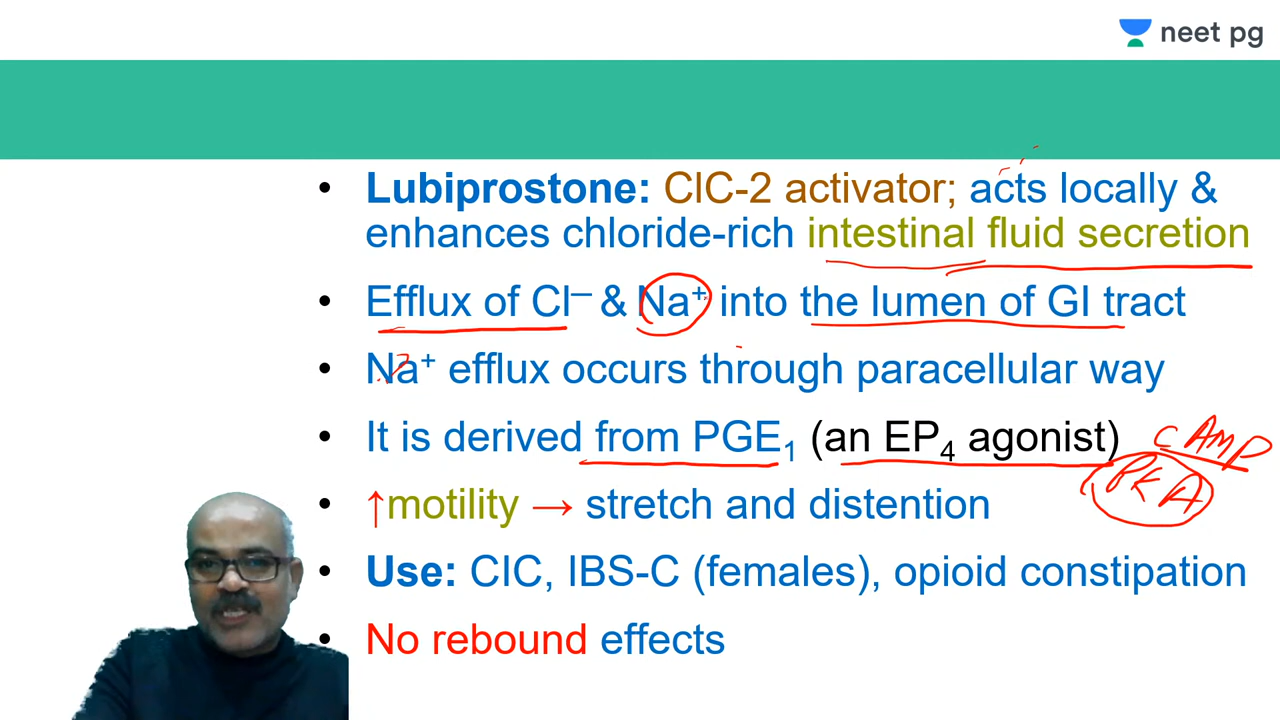 neet pg
• Lubiprostone: ClC-2 activator; acts locally &
enhances chloride-rich intestinal fluid secretion
• Efflux of Cl– & Na⁺ into the lumen of GI tract
• Na⁺ efflux occurs through paracellular way
• It is derived from PGE₁ (an EP₄ agonist) cAMP
PKA
• ↑motility → stretch and distention
• Use: CIC, IBS-C (females), opioid constipation
• No rebound effects